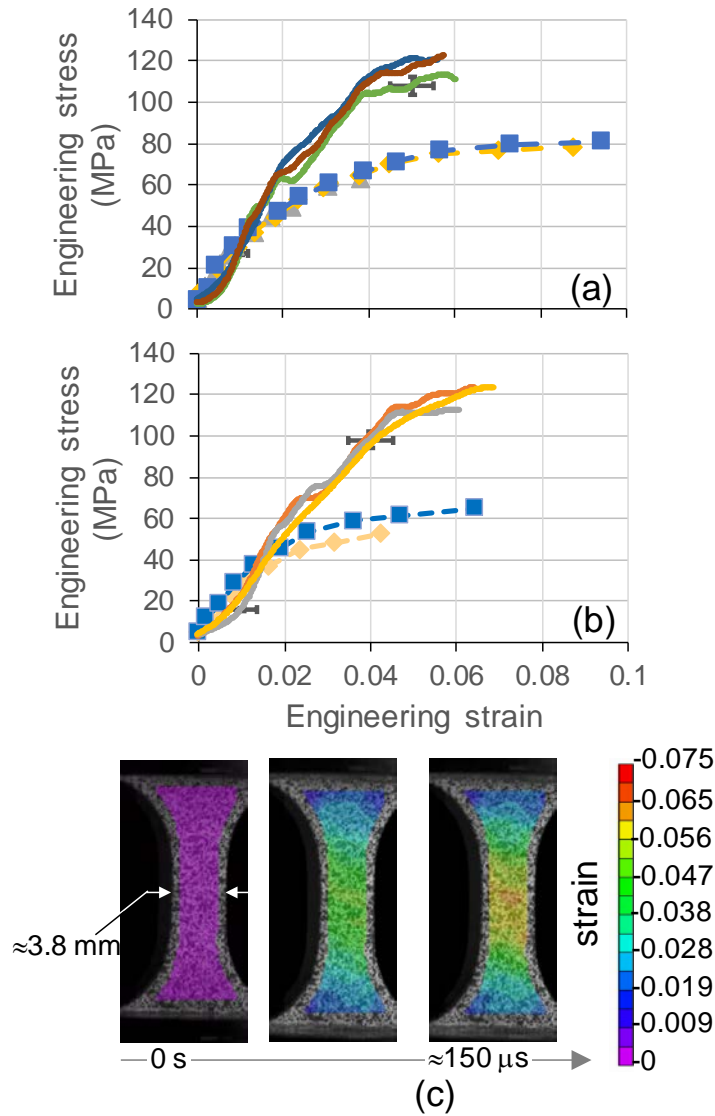 140
120
100
80
60
40
20
0
Engineering stress
(MPa)
(a)
140
120
100
80
60
40
20
0
Engineering stress
(MPa)
(b)
0 0.02 0.04 0.06 0.08 0.1
Engineering strain
≈3.8 mm
0 s
≈150 µs
strain
-0.075
-0.065
-0.056
-0.047
-0.038
-0.028
-0.019
-0.009
-0
(c)